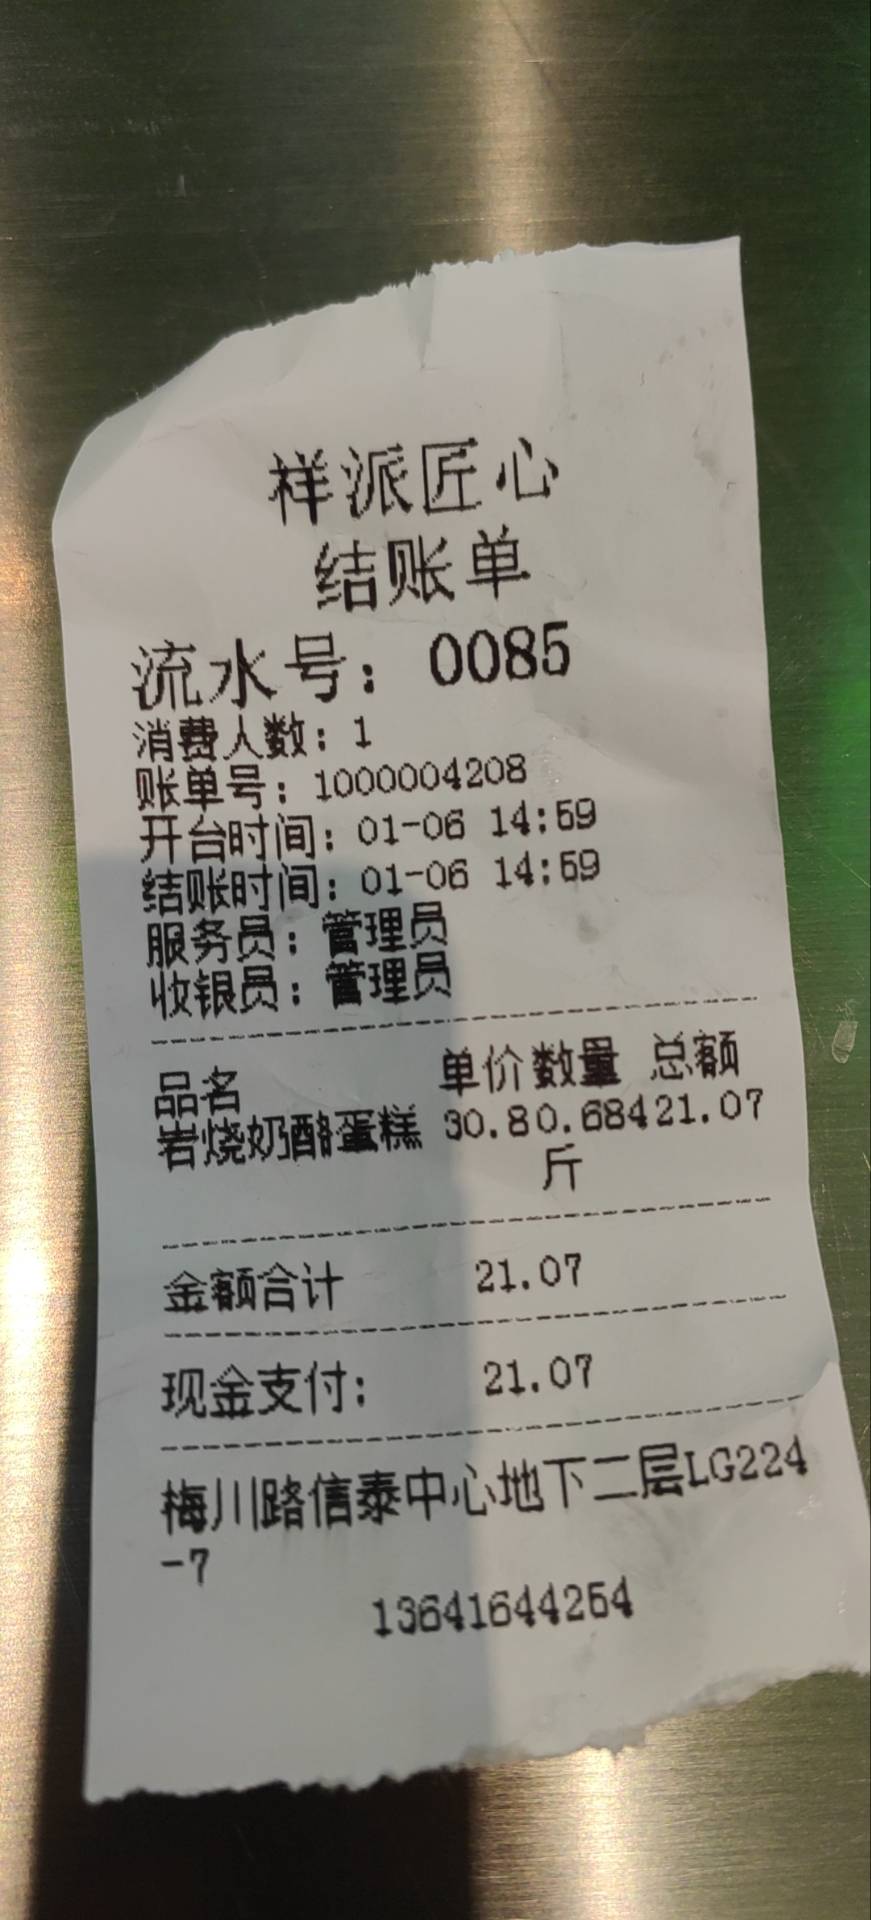 祥派匠心
结账单
流水号：0085
消费人数：1
账单号：1000004208
开台时间：01-06 14:59
结账时间：01-06 14:59
服务员：管理员
收银员：管理员
品名 单价数量 总额
岩烧奶酪蛋糕 30.80.68421.07
斤
金额合计 21.07
现金支付: 21.07
梅川路信泰中心地下二层LG224
-7
13641644254